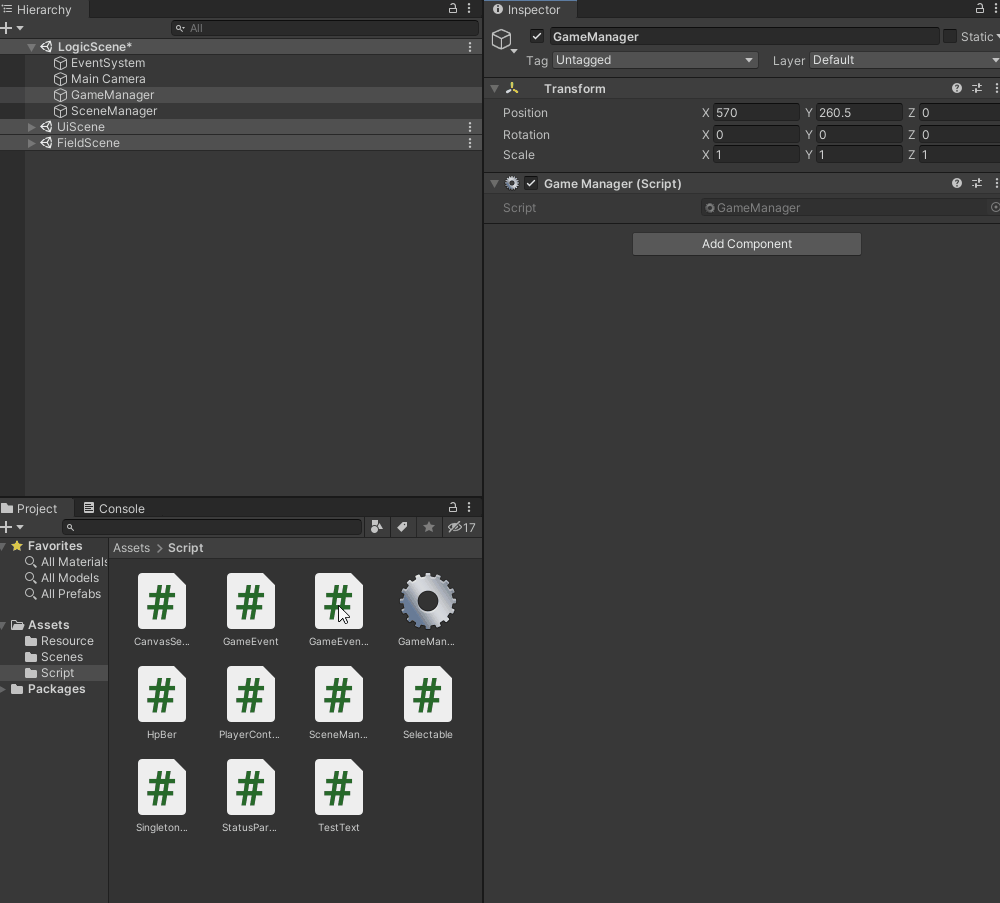 Hierarchy
All
LogicScene*
EventSystem
Main Camera
GameManager
SceneManager
UiScene
FieldScene
Inspector
GameManager
Static
Tag Untagged Layer Default
Transform
Position X 570 Y 260.5 Z 0
Rotation X 0 Y 0 Z 0
Scale X 1 Y 1 Z 1
Game Manager (Script)
Script GameManager
Add Component
Project Console
17
Favorites
All Materials
All Models
All Prefabs
Assets
Resource
Scenes
Script
Packages
Assets > Script
CanvasSe... GameEvent GameEven... GameMan...
HpBer PlayerCont... SceneMan... Selectable
Singleton... StatusPar... TestText